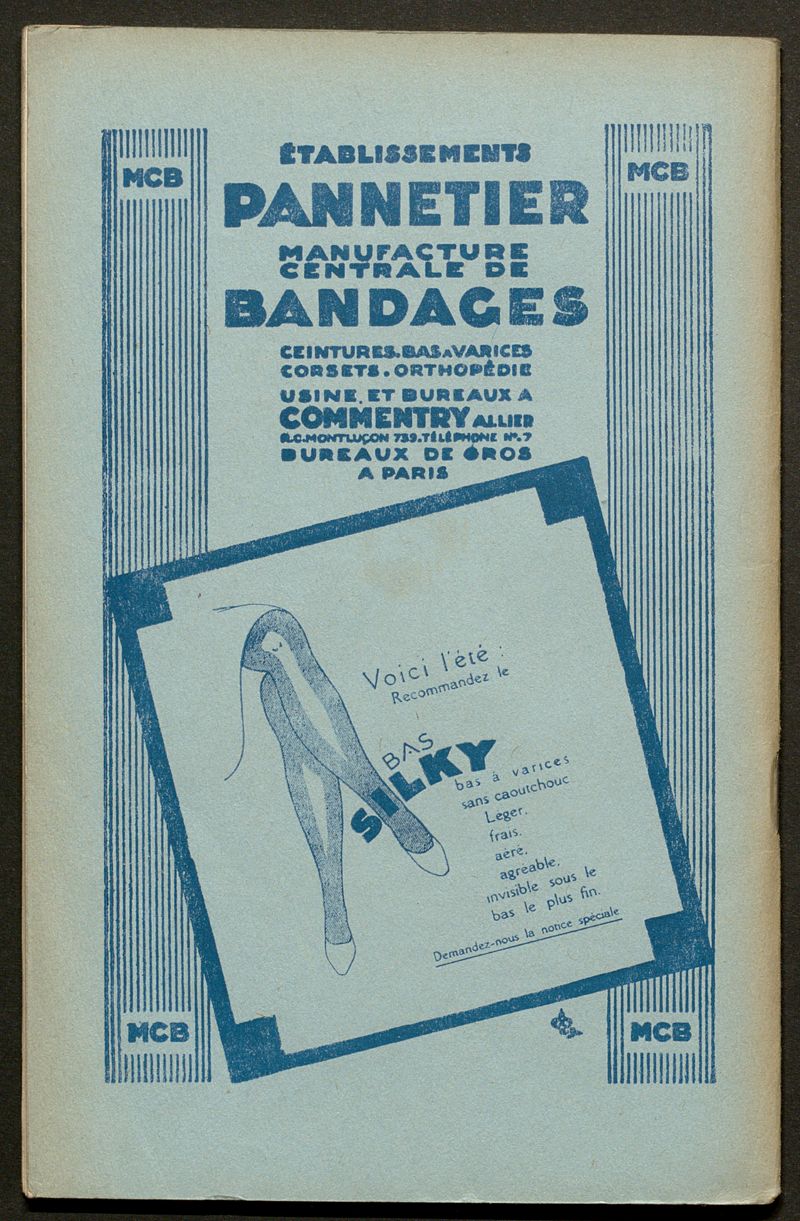 MCB
MCB
ÉTABLISSEMENTS
PANNETIER
MANUFACTURE
CENTRALE DE
BANDAGES
CEINTURES.BAS A VARICES
CORSETS.ORTHOPÉDIE
USINE.ET BUREAUX A
COMMENTRY ALLIER
R.C.MONTLUÇON 739.TÉLÉPHONE Nº.7
BUREAUX DE GROS
A PARIS
Voici l'été :
Recommandez le
BAS
SILKY
bas à varices
sans caoutchouc
Leger,
frais,
aéré,
agréable,
invisible sous le
bas le plus fin.
Demandez-nous la notice spéciale
MCB
MCB